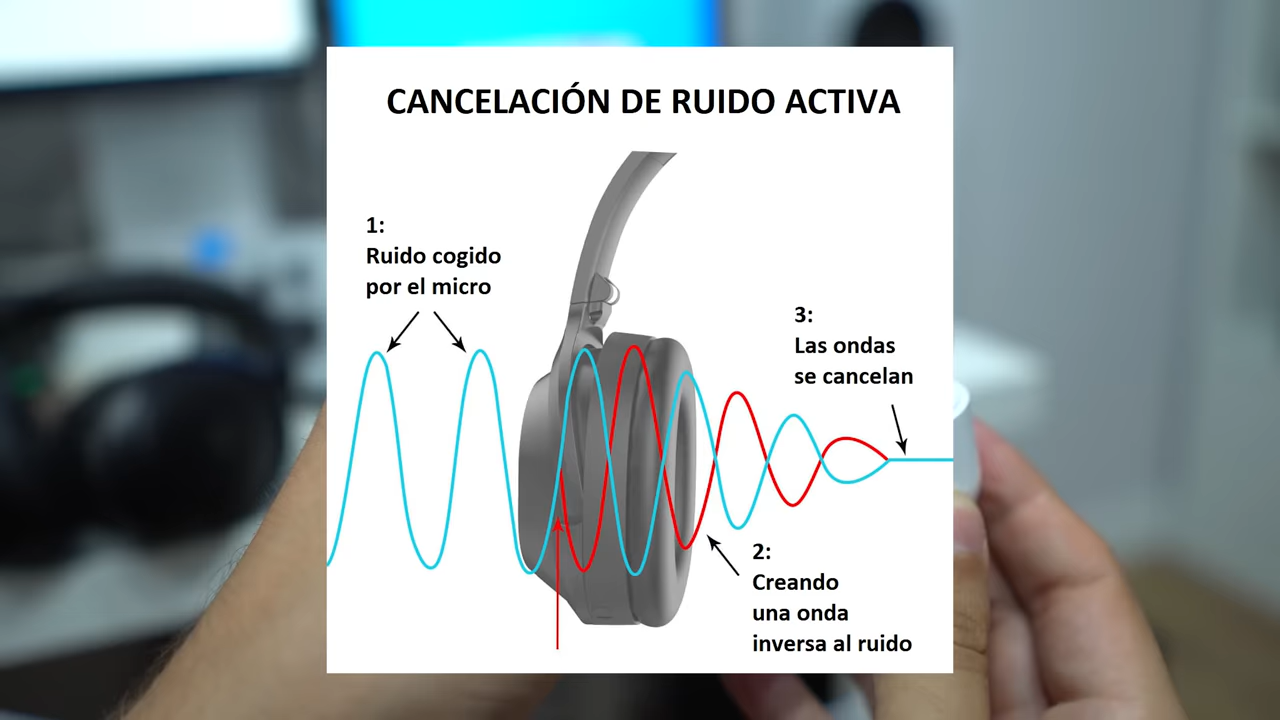 CANCELACIÓN DE RUIDO ACTIVA
1:
Ruido cogido
por el micro
3:
Las ondas
se cancelan
2:
Creando
una onda
inversa al ruido